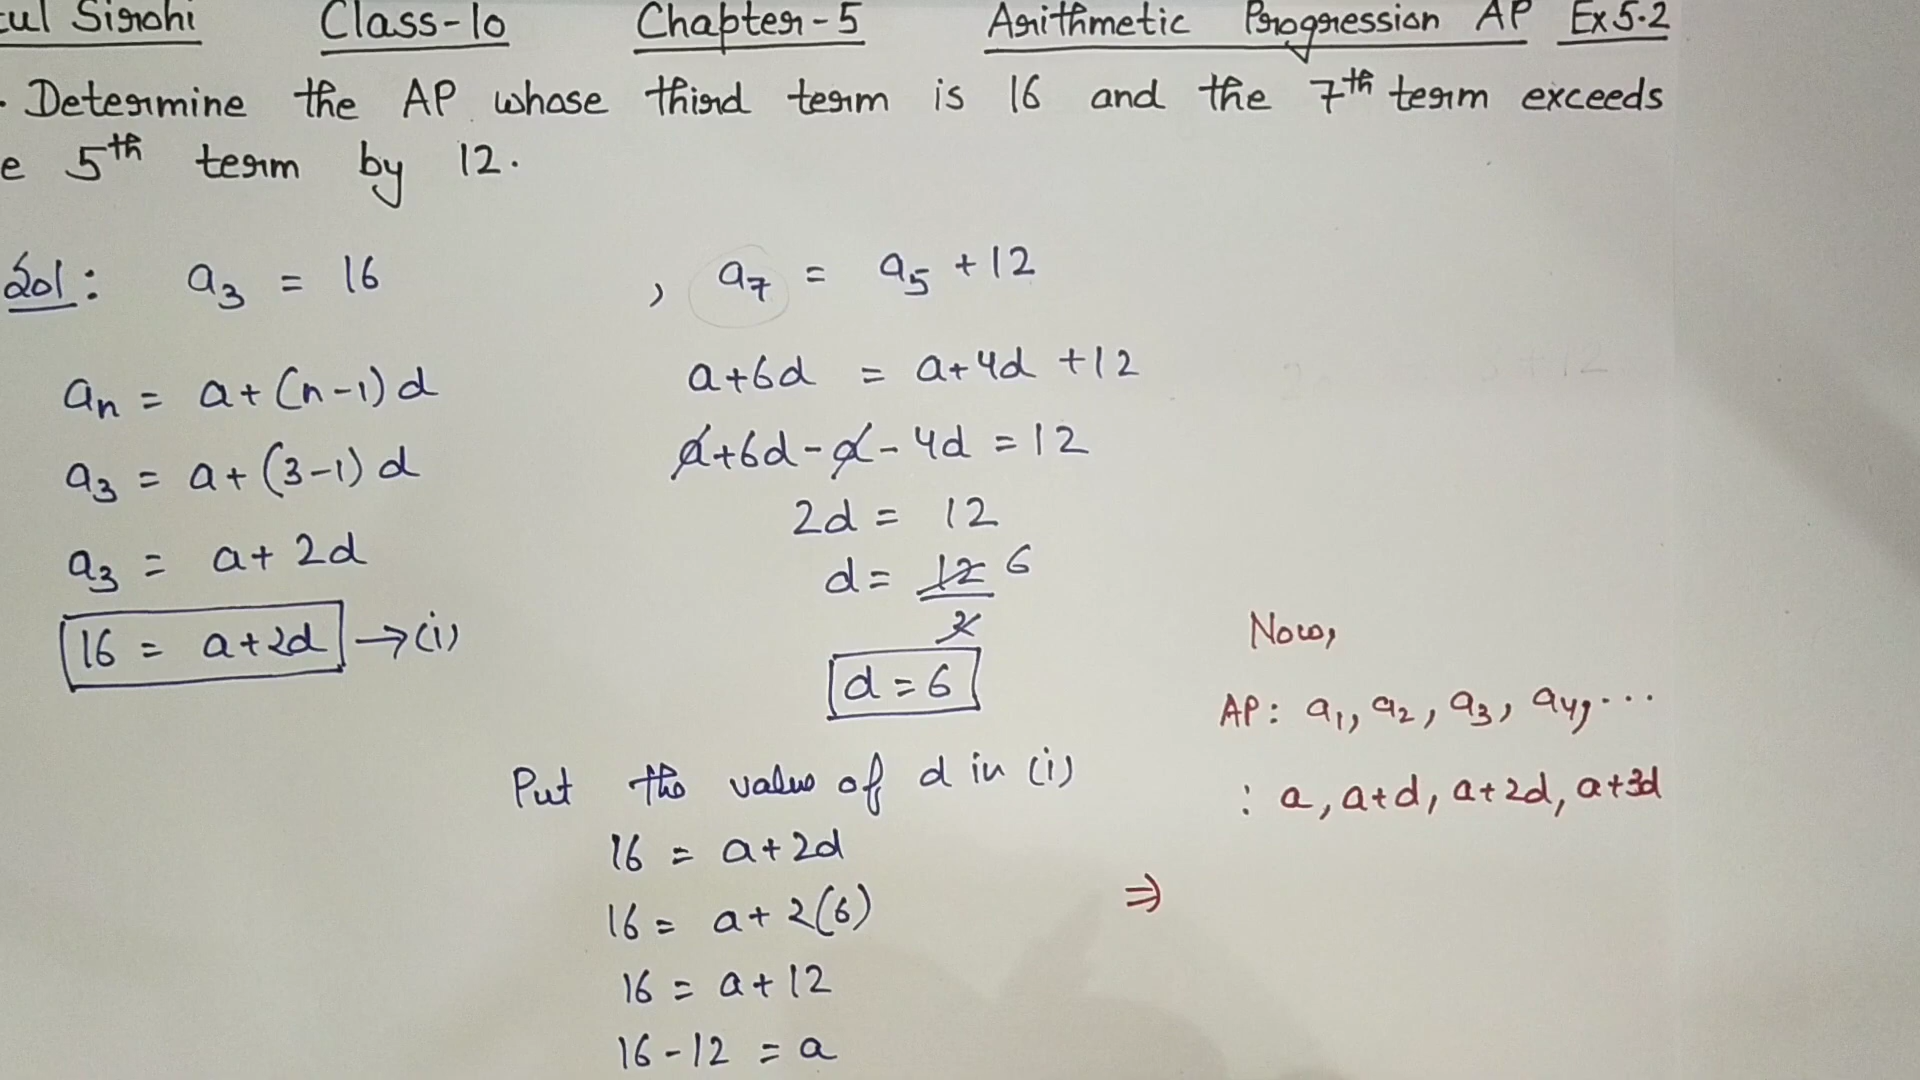 Sirohi Class-10 Chapter-5 Arithmetic Progression AP Ex 5.2
Determine the AP whose third term is 16 and the 7th term exceeds
e 5th term by 12.
Sol: a3 = 16 , a7 = a5 + 12
an = a + (n-1) d
a3 = a + (3-1) d
a3 = a + 2d
16 = a + 2d → (i)
a + 6d = a + 4d + 12
a + 6d - a - 4d = 12
2d = 12
d = 12 6
2
d = 6
Put the value of d in (i)
16 = a + 2d
16 = a + 2(6)
16 = a + 12
16 - 12 = a
Now,
AP: a1, a2, a3, a4, ...
: a, a+d, a+2d, a+3d
⇒